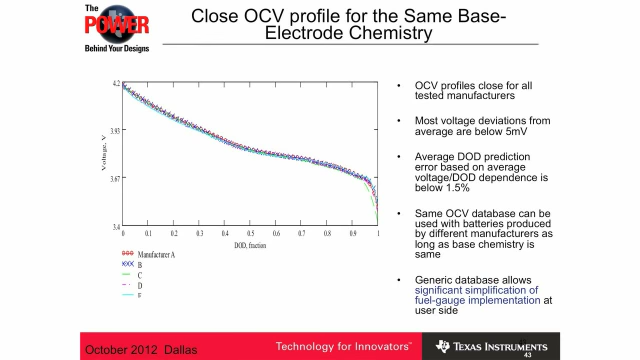 The
POWER
Behind Your Designs
Close OCV profile for the Same Base-
Electrode Chemistry
4.2
3.93
3.67
3.4
Voltage, V
0 0.1 0.2 0.3 0.4 0.5 0.6 0.7 0.8 0.9 1
DOD, fraction
Manufacturer A
B
C
D
E
• OCV profiles close for all
tested manufacturers
• Most voltage deviations from
average are below 5mV
• Average DOD prediction
error based on average
voltage/DOD dependence is
below 1.5%
• Same OCV database can be
used with batteries produced
by different manufacturers as
long as base chemistry is
same
• Generic database allows
significant simplification of
fuel-gauge implementation at
user side
October 2012 Dallas
Technology for Innovators™
TEXAS INSTRUMENTS
43